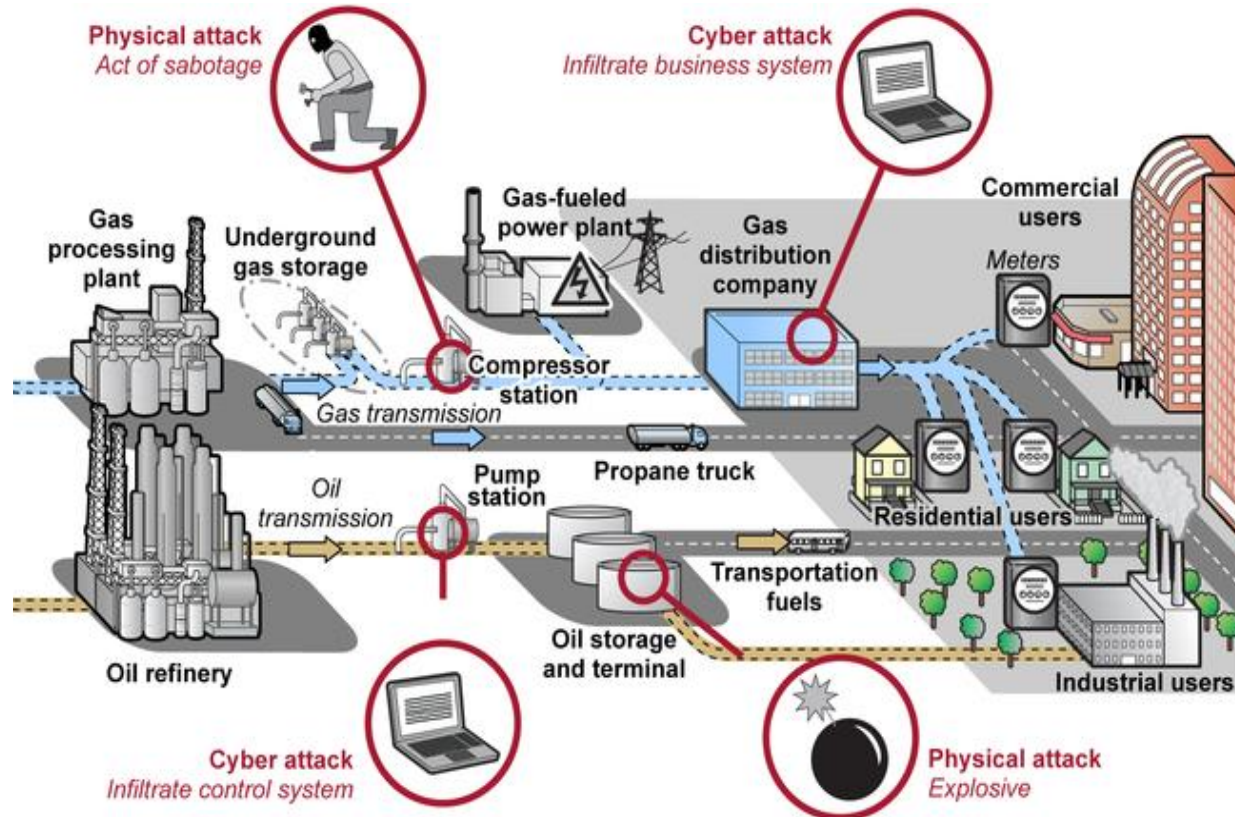 Physical attack
Act of sabotage
Cyber attack
Infiltrate business system
Gas
processing
plant
Underground
gas storage
Gas-fueled
power plant
Gas
distribution
company
Commercial
users
Meters
Compressor
station
Gas transmission
Propane truck
Residential users
Oil
transmission
Pump
station
Transportation
fuels
Oil refinery
Oil storage
and terminal
Industrial users
Cyber attack
Infiltrate control system
Physical attack
Explosive